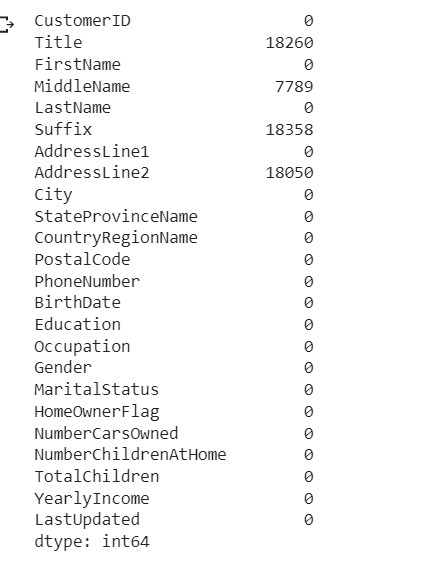 CustomerID 0
Title 18260
FirstName 0
MiddleName 7789
LastName 0
Suffix 18358
AddressLine1 0
AddressLine2 18050
City 0
StateProvinceName 0
CountryRegionName 0
PostalCode 0
PhoneNumber 0
BirthDate 0
Education 0
Occupation 0
Gender 0
MaritalStatus 0
HomeOwnerFlag 0
NumberCarsOwned 0
NumberChildrenAtHome 0
TotalChildren 0
YearlyIncome 0
LastUpdated 0
dtype: int64